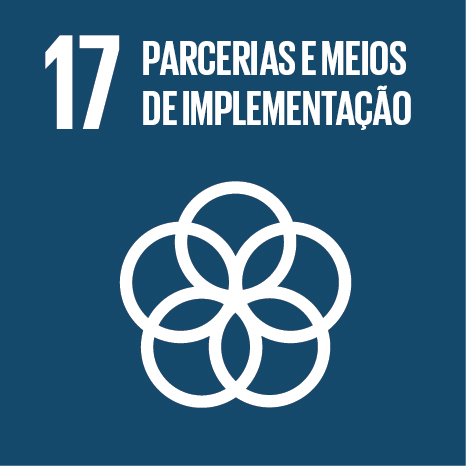 17 PARCERIAS E MEIOS
DE IMPLEMENTAÇÃO